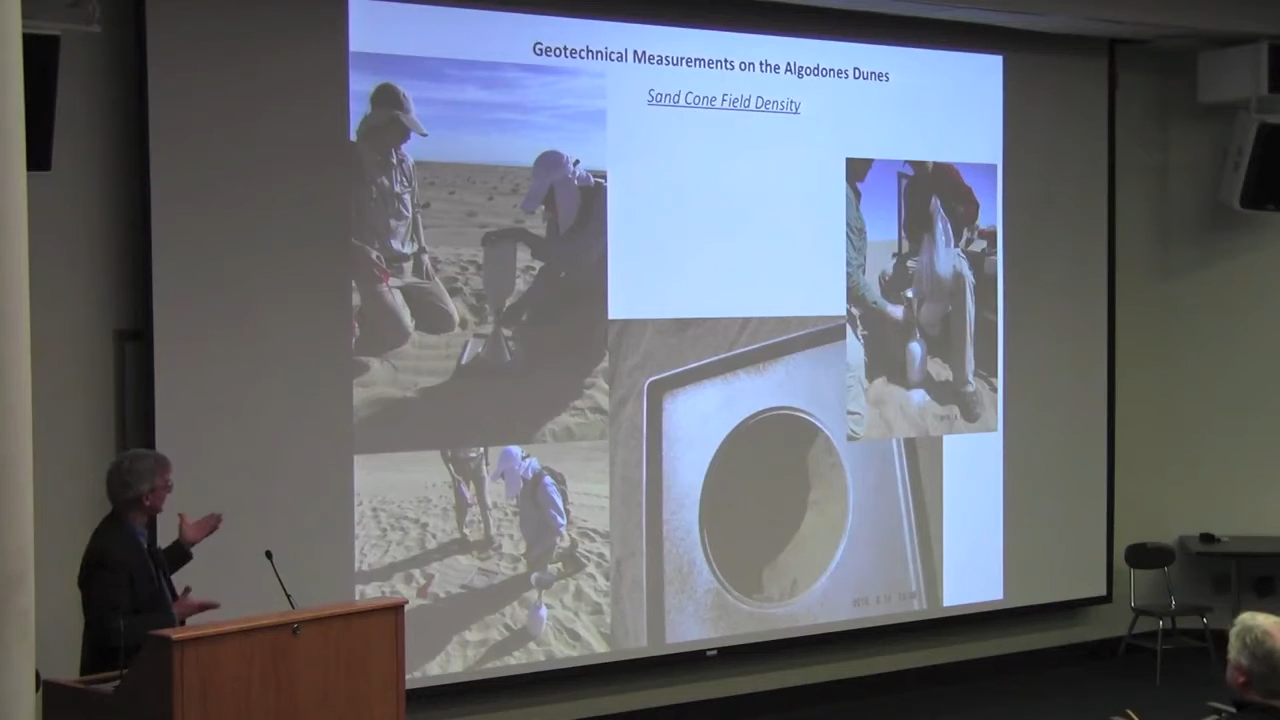 Geotechnical Measurements on the Algodones Dunes
Sand Cone Field Density